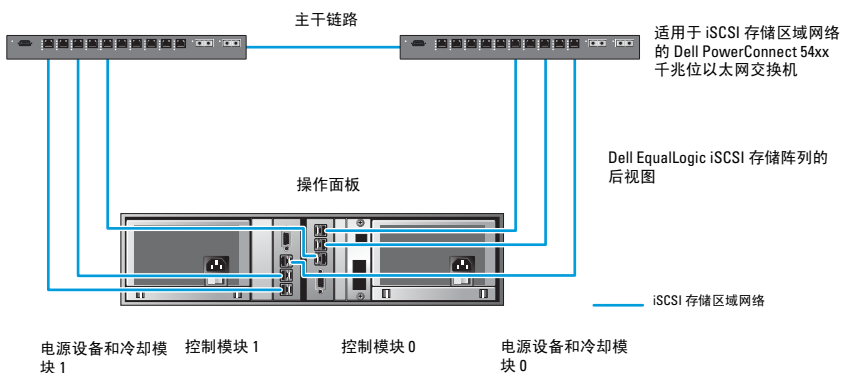 主干链路
适用于 iSCSI 存储区域网络
的 Dell PowerConnect 54xx
千兆位以太网交换机
Dell EqualLogic iSCSI 存储阵列的
后视图
操作面板
iSCSI 存储区域网络
电源设备和冷却模
块 1
控制模块 1
控制模块 0
电源设备和冷却模
块 0